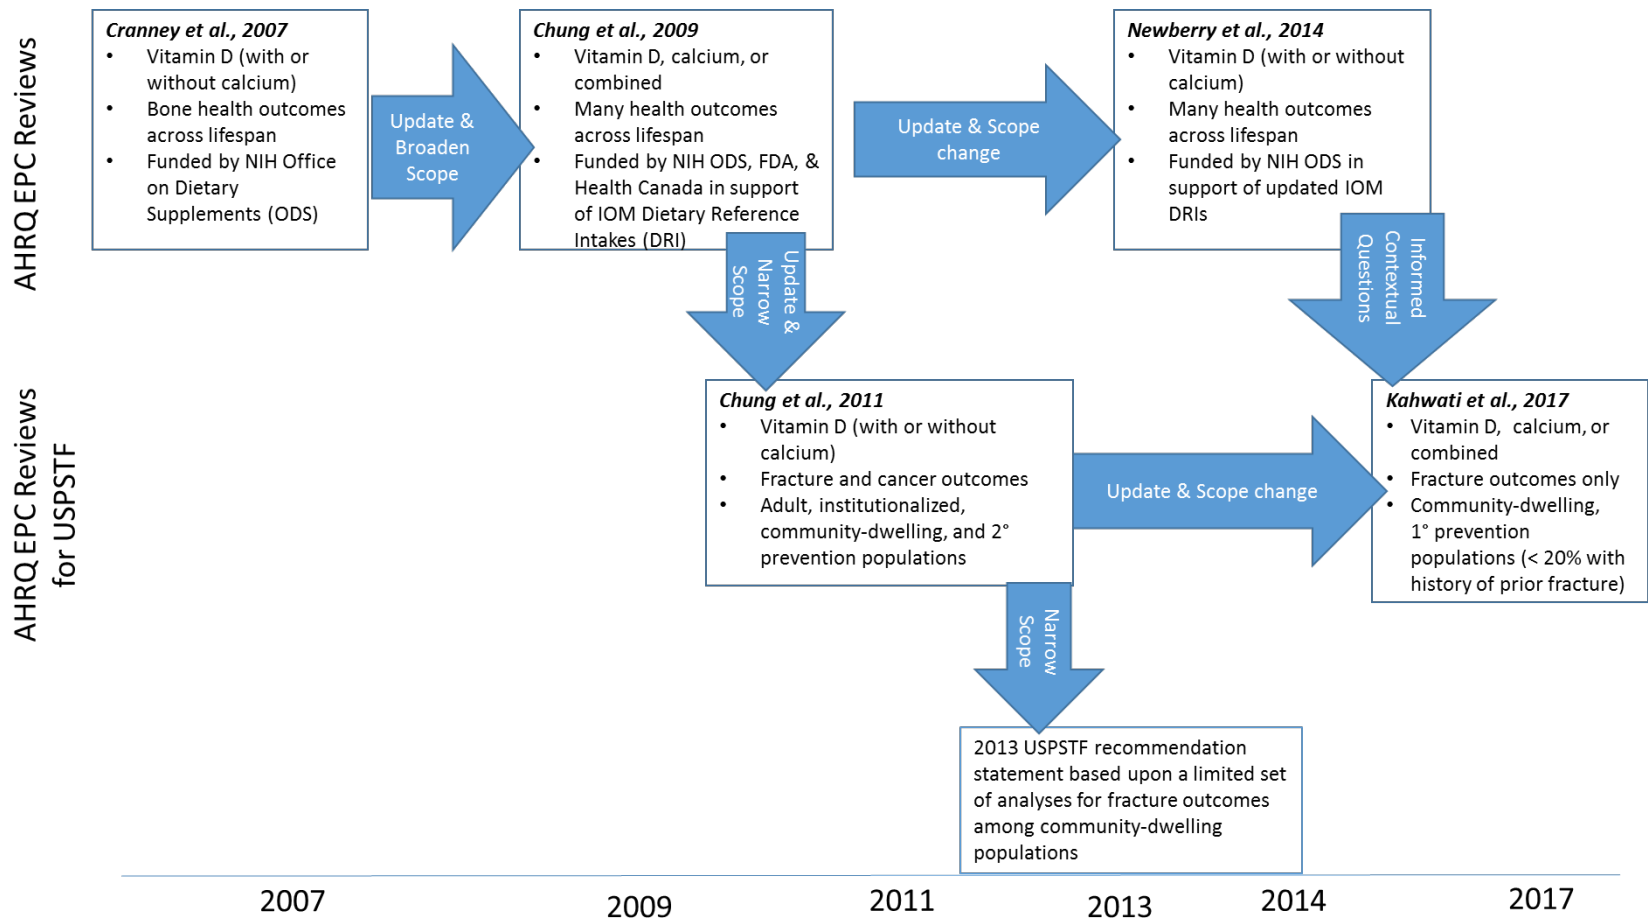 AHRQ EPC Reviews
Cranney et al., 2007
• Vitamin D (with or
without calcium)
• Bone health outcomes
across lifespan
• Funded by NIH Office
on Dietary
Supplements (ODS)
Update &
Broaden
Scope
Chung et al., 2009
• Vitamin D, calcium, or
combined
• Many health outcomes
across lifespan
• Funded by NIH ODS, FDA, &
Health Canada in support
of IOM Dietary Reference
Intakes (DRI)
Update & Scope
change
Newberry et al., 2014
• Vitamin D (with or without
calcium)
• Many health outcomes
across lifespan
• Funded by NIH ODS in
support of updated IOM
DRIs
Update &
Narrow
Scope
Informed
Contextual
Questions
AHRQ EPC Reviews
for USPSTF
Chung et al., 2011
• Vitamin D (with or without
calcium)
• Fracture and cancer outcomes
• Adult, institutionalized,
community-dwelling, and 2°
prevention populations
Update & Scope change
Kahwati et al., 2017
• Vitamin D, calcium, or
combined
• Fracture outcomes only
• Community-dwelling,
1° prevention
populations (< 20% with
history of prior fracture)
Narrow
Scope
2013 USPSTF recommendation
statement based upon a limited set
of analyses for fracture outcomes
among community-dwelling
populations
2007
2009
2011
2013
2014
2017